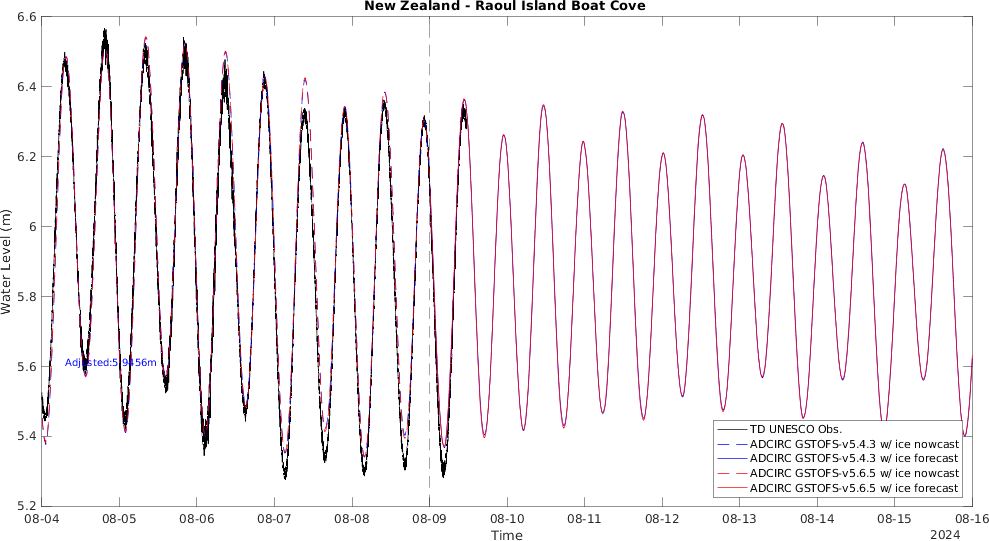 New Zealand - Raoul Island Boat Cove
Water Level (m)
6.6
6.4
6.2
6
5.8
5.6
5.4
5.2
Adjusted:5.9456m
TD UNESCO Obs.
ADCIRC GSTOFS-v5.4.3 w/ ice nowcast
ADCIRC GSTOFS-v5.4.3 w/ ice forecast
ADCIRC GSTOFS-v5.6.5 w/ ice nowcast
ADCIRC GSTOFS-v5.6.5 w/ ice forecast
08-04 08-05 08-06 08-07 08-08 08-09 08-10 08-11 08-12 08-13 08-14 08-15 08-16
Time
2024